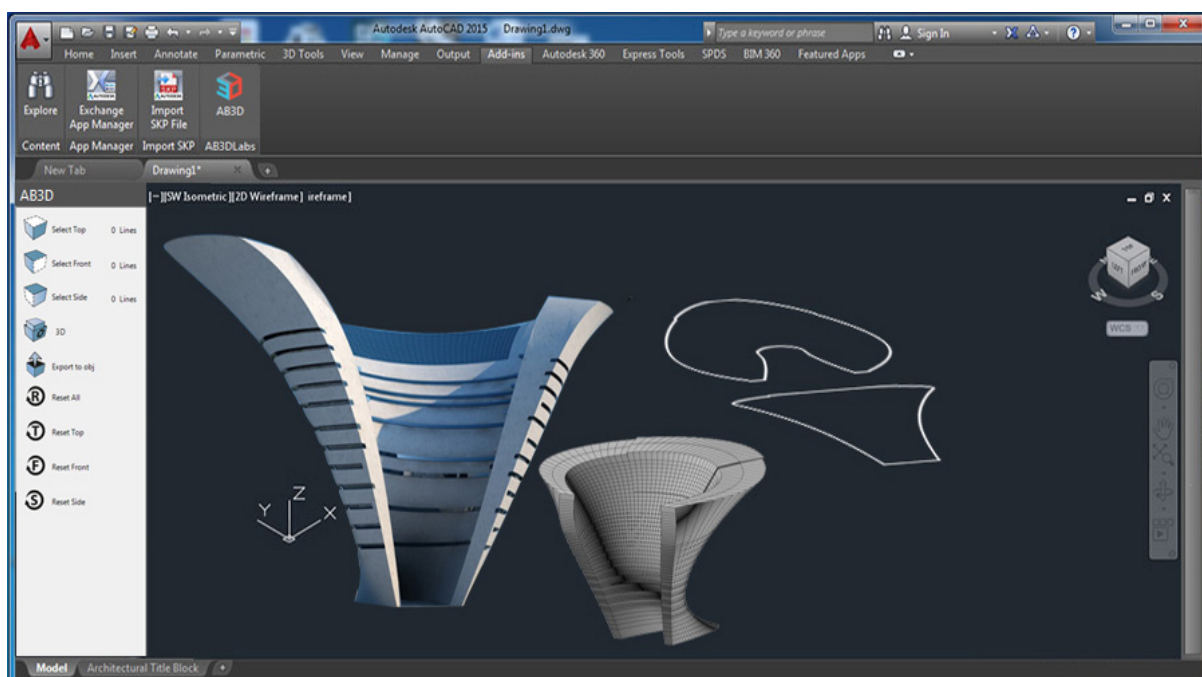 Autodesk AutoCAD 2015 Drawing1.dwg
Type a keyword or phrase
Sign In
Home Insert Annotate Parametric 3D Tools View Manage Output Add-ins Autodesk 360 Express Tools SPDS BIM 360 Featured Apps
Explore
Exchange
App Manager
Import
SKP File
AB3D
Content App Manager Import SKP AB3DLabs
New Tab Drawing1*
AB3D
[-][SW Isometric][2D Wireframe] ireframe]
Select Top 0 Lines
Select Front 0 Lines
Select Side 0 Lines
3D
Export to obj
R Reset All
T Reset Top
F Reset Front
S Reset Side
Z
Y
X
TOP
LEFT FRONT
W S
WCS
Model Architectural Title Block